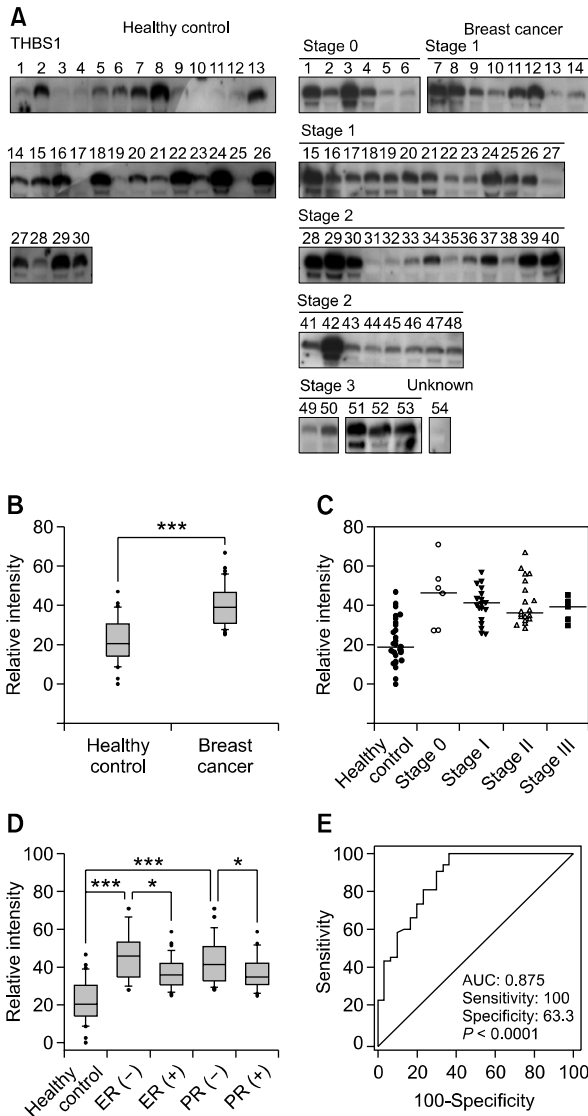 A
Healthy control
Breast cancer
THBS1
Stage 0
Stage 1
1 2 3 4 5 6 7 8 9 10 11 12 13
1 2 3 4 5 6
7 8 9 10 11 12 13 14
Stage 1
14 15 16 17 18 19 20 21 22 23 24 25 26
15 16 17 18 19 20 21 22 23 24 25 26 27
Stage 2
27 28 29 30
28 29 30 31 32 33 34 35 36 37 38 39 40
Stage 2
41 42 43 44 45 46 47 48
Stage 3
Unknown
49 50 51 52 53 54
B
Relative intensity
80
60
40
20
0
***
Healthy control
Breast cancer
C
Relative intensity
80
60
40
20
0
Healthy control
Stage 0
Stage I
Stage II
Stage III
D
Relative intensity
100
80
60
40
20
0
***
***
*
*
Healthy control
ER (−)
ER (+)
PR (−)
PR (+)
E
Sensitivity
100
80
60
40
20
0
AUC: 0.875
Sensitivity: 100
Specificity: 63.3
P < 0.0001
0 20 40 60 80 100
100-Specificity